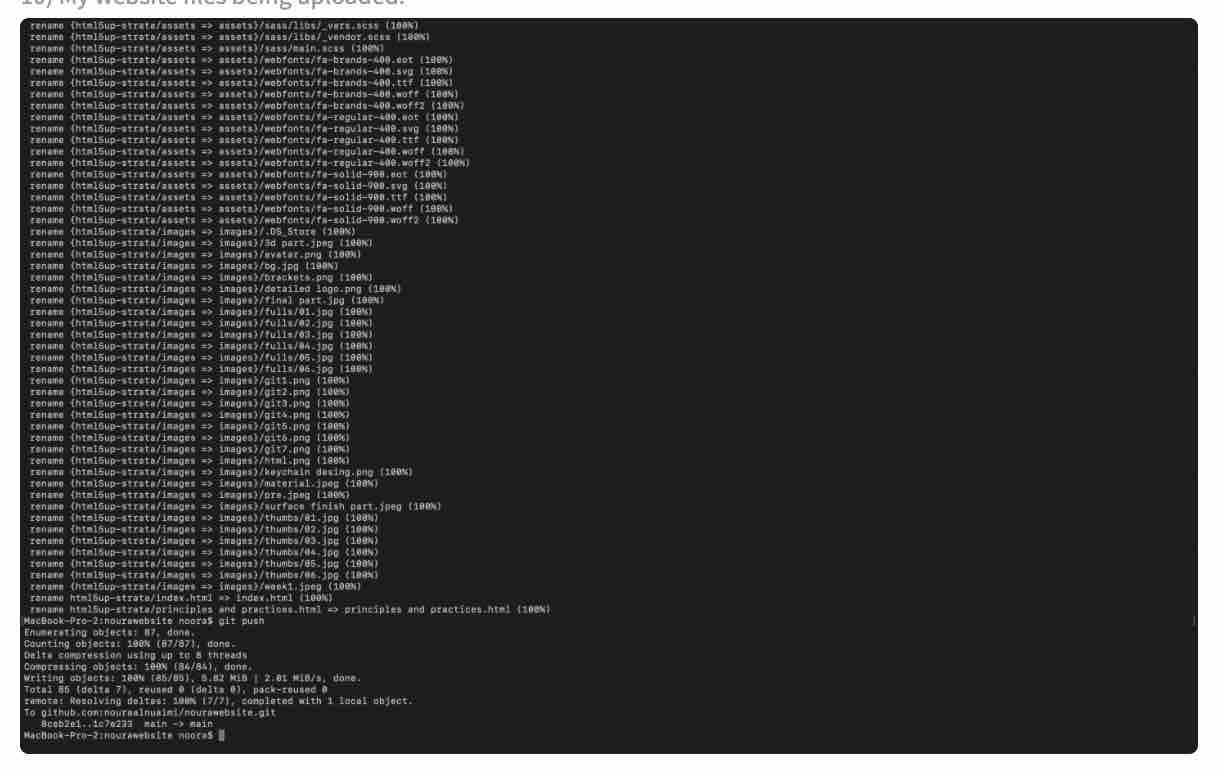 10) My website files being uploaded:
rename {html5up-strata/assets => assets}/sass/libs/_vars.scss (100%)
rename {html5up-strata/assets => assets}/sass/libs/_vendor.scss (100%)
rename {html5up-strata/assets => assets}/sass/main.scss (100%)
rename {html5up-strata/assets => assets}/webfonts/fa-brands-400.eot (100%)
rename {html5up-strata/assets => assets}/webfonts/fa-brands-400.svg (100%)
rename {html5up-strata/assets => assets}/webfonts/fa-brands-400.ttf (100%)
rename {html5up-strata/assets => assets}/webfonts/fa-brands-400.woff (100%)
rename {html5up-strata/assets => assets}/webfonts/fa-brands-400.woff2 (100%)
rename {html5up-strata/assets => assets}/webfonts/fa-regular-400.eot (100%)
rename {html5up-strata/assets => assets}/webfonts/fa-regular-400.svg (100%)
rename {html5up-strata/assets => assets}/webfonts/fa-regular-400.ttf (100%)
rename {html5up-strata/assets => assets}/webfonts/fa-regular-400.woff (100%)
rename {html5up-strata/assets => assets}/webfonts/fa-regular-400.woff2 (100%)
rename {html5up-strata/assets => assets}/webfonts/fa-solid-900.eot (100%)
rename {html5up-strata/assets => assets}/webfonts/fa-solid-900.svg (100%)
rename {html5up-strata/assets => assets}/webfonts/fa-solid-900.ttf (100%)
rename {html5up-strata/assets => assets}/webfonts/fa-solid-900.woff (100%)
rename {html5up-strata/assets => assets}/webfonts/fa-solid-900.woff2 (100%)
rename {html5up-strata/images => images}/.DS_Store (100%)
rename {html5up-strata/images => images}/3d part.jpeg (100%)
rename {html5up-strata/images => images}/avatar.png (100%)
rename {html5up-strata/images => images}/bg.jpg (100%)
rename {html5up-strata/images => images}/brackets.png (100%)
rename {html5up-strata/images => images}/detailed logo.png (100%)
rename {html5up-strata/images => images}/final part.jpg (100%)
rename {html5up-strata/images => images}/fulls/01.jpg (100%)
rename {html5up-strata/images => images}/fulls/02.jpg (100%)
rename {html5up-strata/images => images}/fulls/03.jpg (100%)
rename {html5up-strata/images => images}/fulls/04.jpg (100%)
rename {html5up-strata/images => images}/fulls/05.jpg (100%)
rename {html5up-strata/images => images}/fulls/06.jpg (100%)
rename {html5up-strata/images => images}/git1.png (100%)
rename {html5up-strata/images => images}/git2.png (100%)
rename {html5up-strata/images => images}/git3.png (100%)
rename {html5up-strata/images => images}/git4.png (100%)
rename {html5up-strata/images => images}/git5.png (100%)
rename {html5up-strata/images => images}/git6.png (100%)
rename {html5up-strata/images => images}/git7.png (100%)
rename {html5up-strata/images => images}/html.png (100%)
rename {html5up-strata/images => images}/keychain desing.png (100%)
rename {html5up-strata/images => images}/material.jpeg (100%)
rename {html5up-strata/images => images}/pre.jpeg (100%)
rename {html5up-strata/images => images}/surface finish part.jpeg (100%)
rename {html5up-strata/images => images}/thumbs/01.jpg (100%)
rename {html5up-strata/images => images}/thumbs/02.jpg (100%)
rename {html5up-strata/images => images}/thumbs/03.jpg (100%)
rename {html5up-strata/images => images}/thumbs/04.jpg (100%)
rename {html5up-strata/images => images}/thumbs/05.jpg (100%)
rename {html5up-strata/images => images}/thumbs/06.jpg (100%)
rename {html5up-strata/images => images}/week1.jpeg (100%)
rename html5up-strata/index.html => index.html (100%)
rename html5up-strata/principles and practices.html => principles and practices.html (100%)
MacBook-Pro-2:nourawebsite noora$ git push
Enumerating objects: 87, done.
Counting objects: 100% (87/87), done.
Delta compression using up to 8 threads
Compressing objects: 100% (84/84), done.
Writing objects: 100% (85/85), 5.82 MiB | 2.01 MiB/s, done.
Total 85 (delta 7), reused 0 (delta 0), pack-reused 0
remote: Resolving deltas: 100% (7/7), completed with 1 local object.
To github.com:nouraalnuaimi/nourawebsite.git
8ceb2e1..1c7e233 main -> main
MacBook-Pro-2:nourawebsite noora$